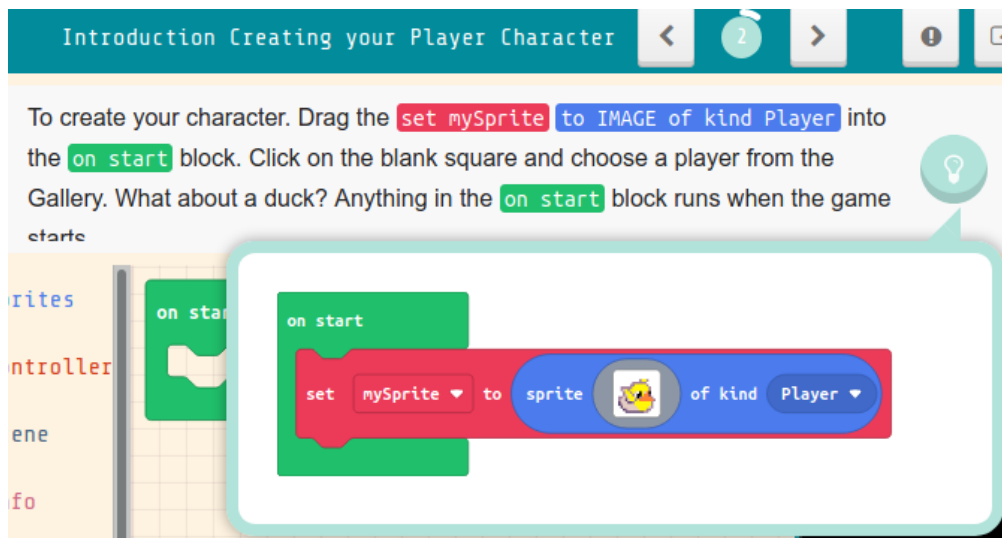 Introduction Creating your Player Character
2
To create your character. Drag the set mySprite to IMAGE of kind Player into
the on start block. Click on the blank square and choose a player from the
Gallery. What about a duck? Anything in the on start block runs when the game
starts
rites
on star
ntroller
ene
fo
on start
set mySprite to sprite of kind Player